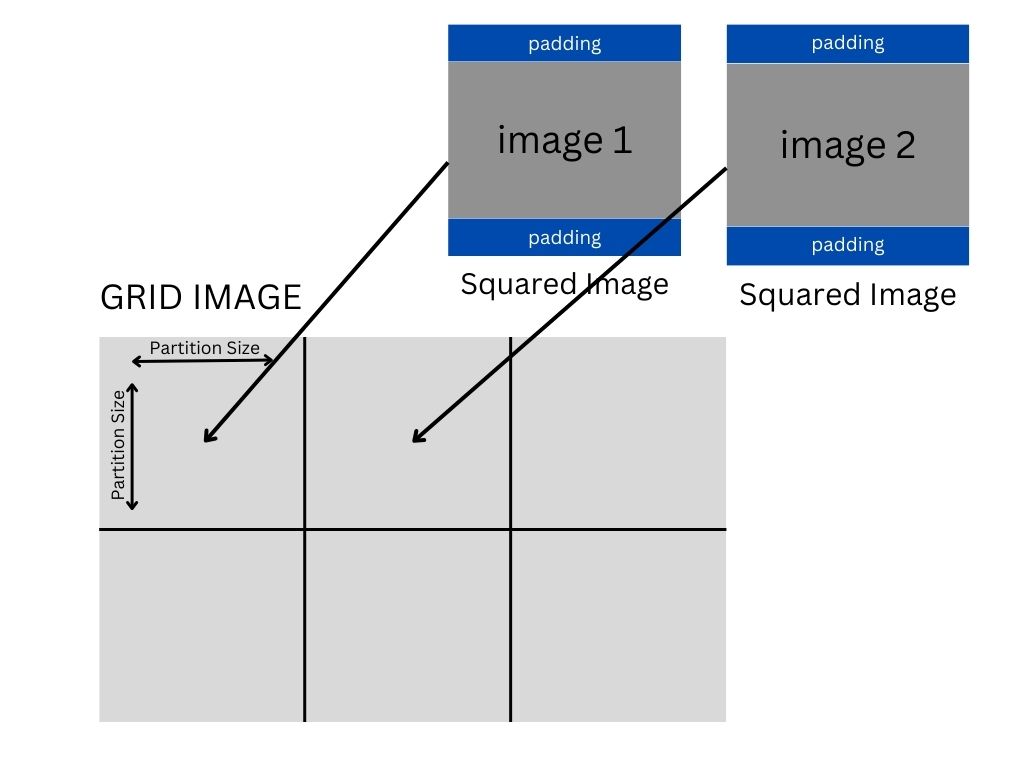 padding
image 1
padding
Squared Image
padding
image 2
padding
Squared Image
GRID IMAGE
Partition Size
Partition Size